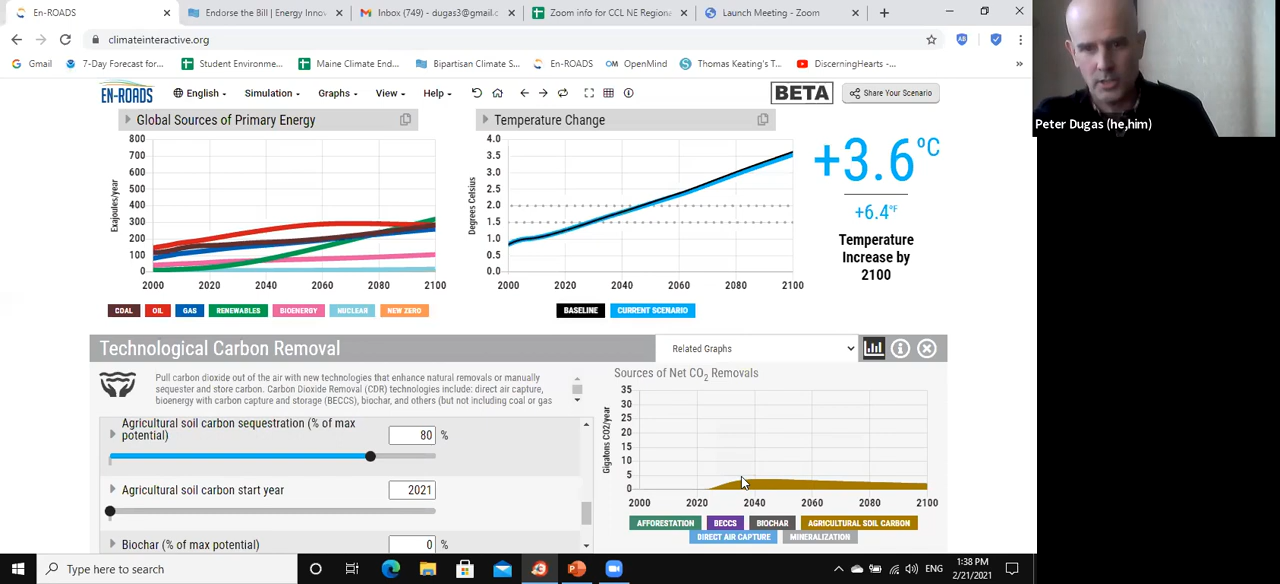 En-ROADS
Endorse the Bill | Energy Innov
Inbox (749) - dugas3@gmail.c
Zoom info for CCL NE Regiona
Launch Meeting - Zoom
climateinteractive.org
Gmail
7-Day Forecast for...
Student Environme...
Maine Climate End...
Bipartisan Climate S...
En-ROADS
OM OpenMind
Thomas Keating's T...
DiscerningHearts -...
»
EN-ROADS
English
Simulation
Graphs
View
Help
BETA
Share Your Scenario
Global Sources of Primary Energy
800
700
600
500
400
300
200
100
0
Exajoules/year
2000 2020 2040 2060 2080 2100
COAL OIL GAS RENEWABLES BIOENERGY NUCLEAR NEW ZERO
Temperature Change
4.0
3.5
3.0
2.5
2.0
1.5
1.0
0.5
0.0
Degrees Celsius
2000 2020 2040 2060 2080 2100
BASELINE CURRENT SCENARIO
+3.6 ºC
+6.4°F
Temperature
Increase by
2100
Peter Dugas (he,him)
Technological Carbon Removal
Related Graphs
Pull carbon dioxide out of the air with new technologies that enhance natural removals or manually
sequester and store carbon. Carbon Dioxide Removal (CDR) technologies include: direct air capture,
bioenergy with carbon capture and storage (BECCS), biochar, and others (but not including coal or gas
Agricultural soil carbon sequestration (% of max
potential)
80 %
Agricultural soil carbon start year
2021
Biochar (% of max potential)
0 %
Sources of Net CO2 Removals
35
30
25
20
15
10
5
0
Gigatons CO2/year
2000 2020 2040 2060 2080 2100
AFFORESTATION BECCS BIOCHAR AGRICULTURAL SOIL CARBON
DIRECT AIR CAPTURE MINERALIZATION
Type here to search
ENG
1:38 PM
2/21/2021